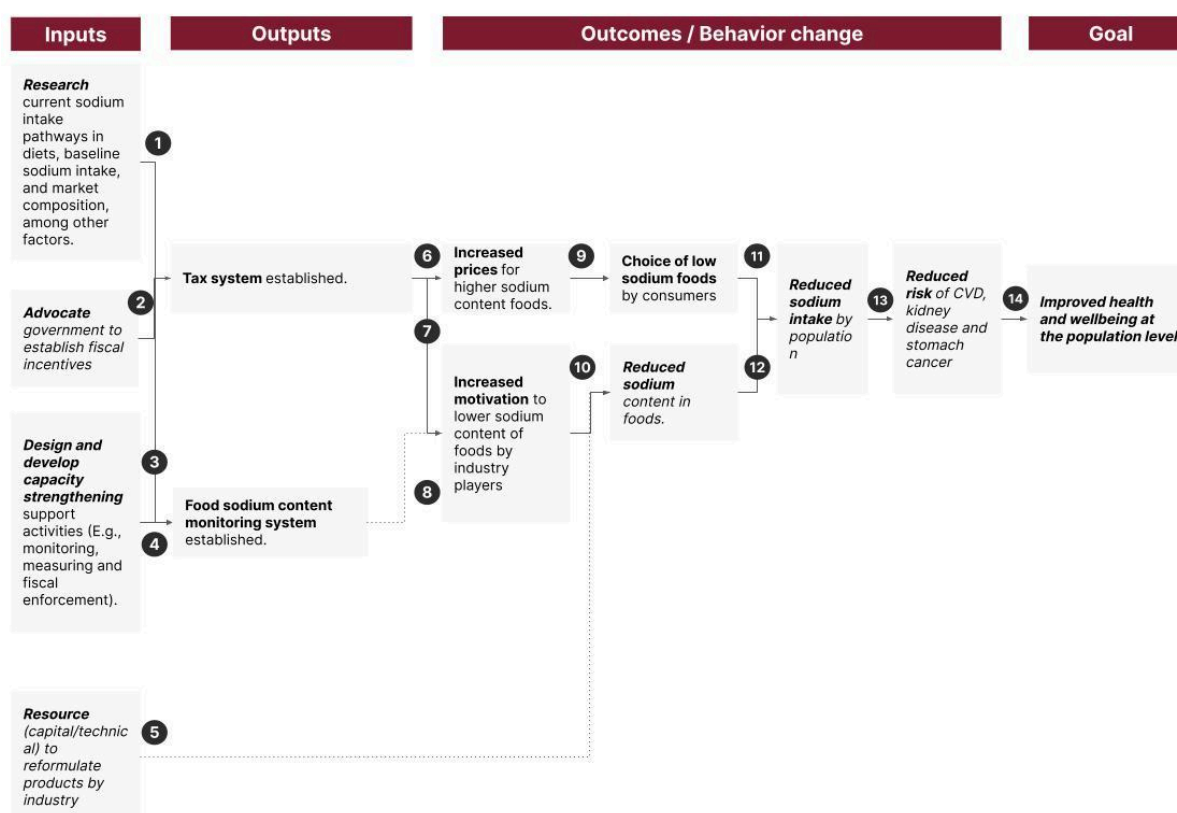 Inputs
Outputs
Outcomes / Behavior change
Goal
Research
current sodium
intake
pathways in
diets, baseline
sodium intake,
and market
composition,
among other
factors.
1
2
Advocate
government to
establish fiscal
incentives
Design and
develop
capacity
strengthening
support
activities (E.g.,
monitoring,
measuring and
fiscal
enforcement).
3
4
Resource
(capital/technic
al) to
reformulate
products by
industry
5
Tax system established.
Food sodium content
monitoring system
established.
6
7
8
Increased
prices for
higher sodium
content foods.
Increased
motivation to
lower sodium
content of
foods by
industry
players
9
10
Choice of low
sodium foods
by consumers
Reduced
sodium
content in
foods.
11
12
Reduced
sodium
intake by
populatio
n
13
Reduced
risk of CVD,
kidney
disease and
stomach
cancer
14
Improved health
and wellbeing at
the population level